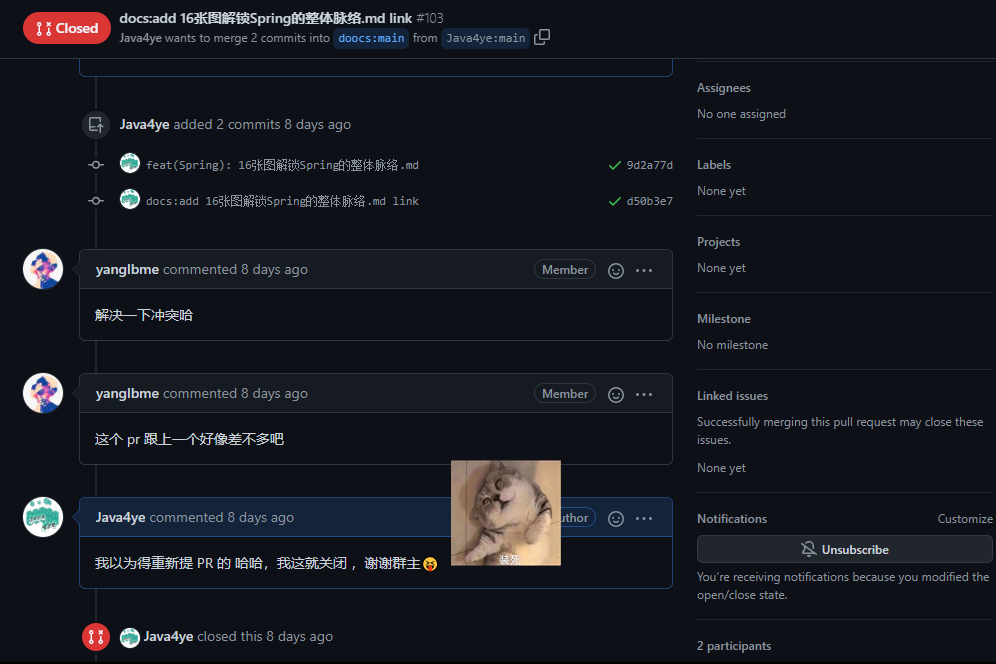 Closed
docs:add 16张图解锁Spring的整体脉络.md link #103
Java4ye wants to merge 2 commits into doocs:main from Java4ye:main
Java4ye added 2 commits 8 days ago
feat(Spring): 16张图解锁Spring的整体脉络.md 9d2a77d
docs:add 16张图解锁Spring的整体脉络.md link d50b3e7
yanglbme commented 8 days ago Member
解决一下冲突哈
yanglbme commented 8 days ago Member
这个 pr 跟上一个好像差不多吧
Java4ye commented 8 days ago
我以为得重新提 PR 的 哈哈，我这就关闭 ，谢谢群主😝
装死
Java4ye closed this 8 days ago
Assignees
No one assigned
Labels
None yet
Projects
None yet
Milestone
No milestone
Linked issues
Successfully merging this pull request may close these
issues.
None yet
Notifications Customize
Unsubscribe
You're receiving notifications because you modified the
open/close state.
2 participants